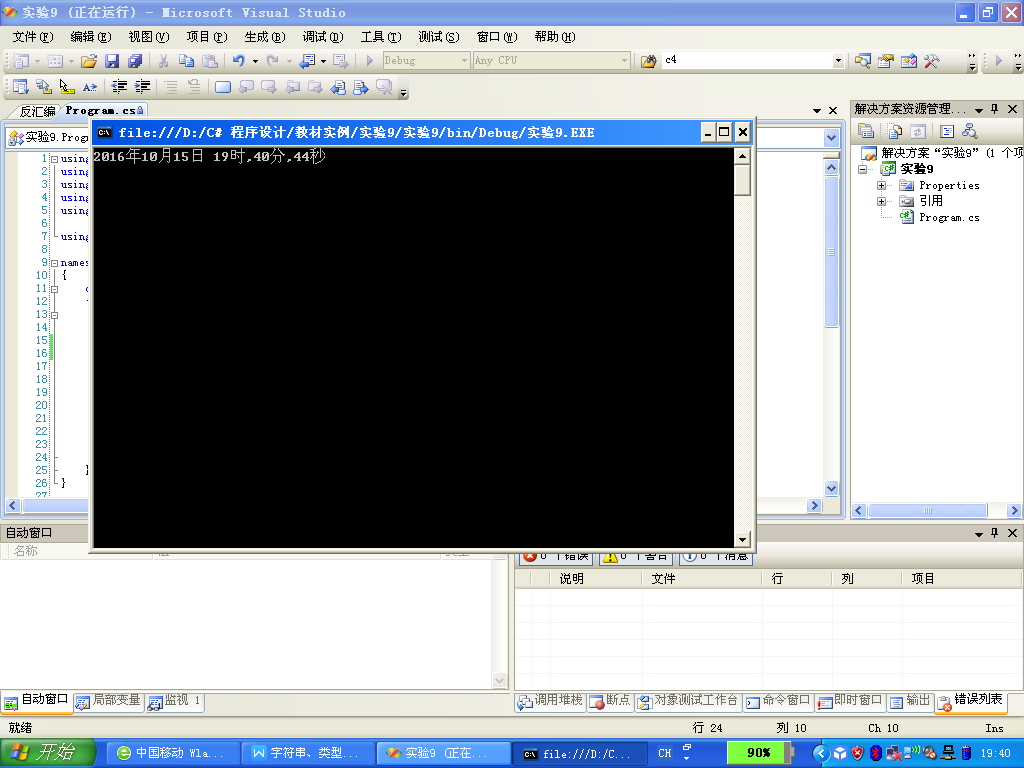 实验9 (正在运行) - Microsoft Visual Studio
文件(F) 编辑(E) 视图(V) 项目(P) 生成(B) 调试(D) 工具(T) 测试(S) 窗口(W) 帮助(H)
Debug Any CPU c4
反汇编 Program.cs
实验9.Prog
file:///D:/C# 程序设计/教材实例/实验9/实验9/bin/Debug/实验9.EXE
2016年10月15日 19时,40分,44秒
1 using
2 using
3 using
4 using
5 using
6
7 using
8
9 names
10 {
11
12
13
14
15
16
17
18
19
20
21
22
23
24
25 }
26 }
27
解决方案资源管理...
解决方案“实验9”(1 个项
实验9
Properties
引用
Program.cs
自动窗口
名称
0 个错误 0 个警告 0 个消息
说明 文件 行 列 项目
自动窗口 局部变量 监视 1
调用堆栈 断点 对象测试工作台 命令窗口 即时窗口 输出 错误列表
就绪 行 24 列 10 Ch 10 Ins
开始 中国移动 Wla... 字符串、类型... 实验9 (正在... file:///D:/C... CH 90% 19:40